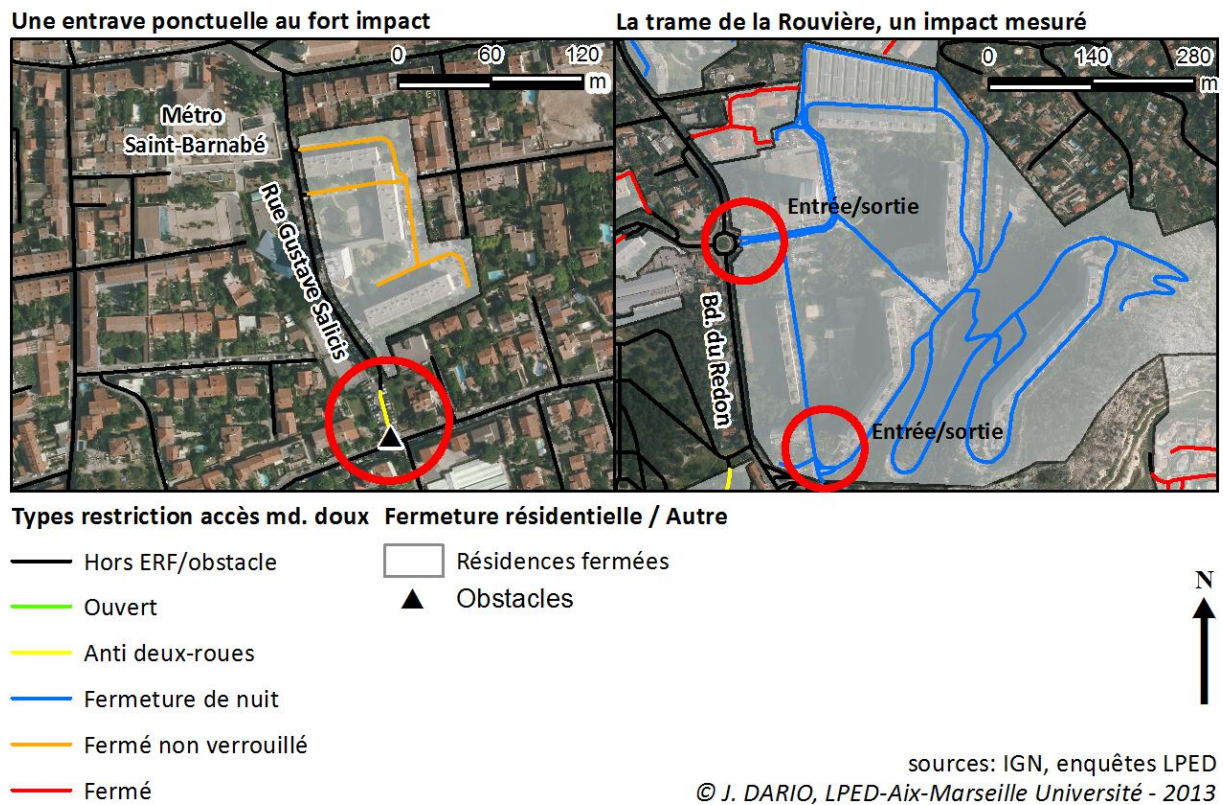 Une entrave ponctuelle au fort impact
La trame de la Rouvière, un impact mesuré
0 60 120
m
0 140 280
m
Métro
Saint-Barnabé
Rue Gustave Salicis
Entrée/sortie
Bd. du Redon
Entrée/sortie
Types restriction accès md. doux
Fermeture résidentielle / Autre
Hors ERF/obstacle
Résidences fermées
Ouvert
Obstacles
Anti deux-roues
Fermeture de nuit
Fermé non verrouillé
Fermé
N
sources: IGN, enquêtes LPED
© J. DARIO, LPED-Aix-Marseille Université - 2013